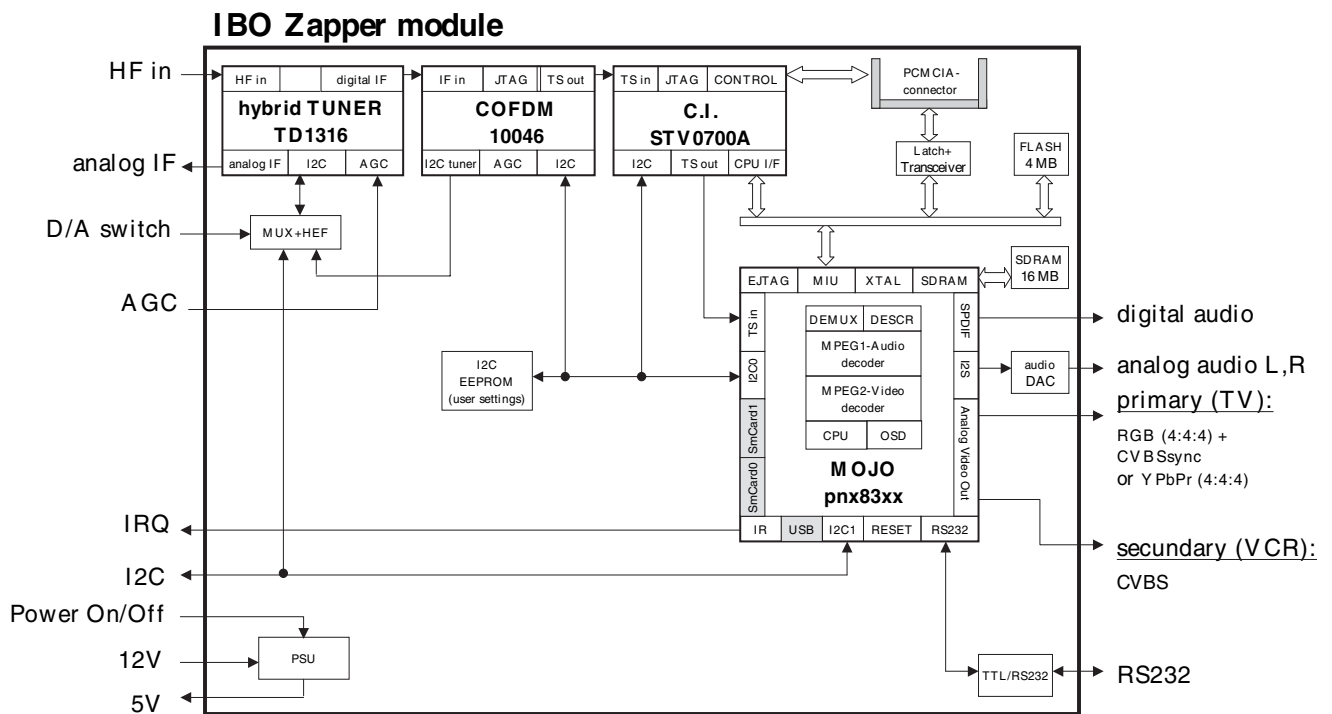 IBO Zapper module
HF in
HF in
digital IF
hybrid TUNER
TD1316
analog IF
I2C
AGC
IF in
JTAG
TS out
COFDM
10046
I2C tuner
AGC
I2C
TS in
JTAG
CONTROL
C.I.
STV0700A
I2C
TS out
CPU I/F
PCMCIA-
connector
Latch+
Transceiver
FLASH
4 MB
analog IF
D/A switch
MUX+HEF
AGC
SDRAM
16 MB
EJTAG
MIU
XTAL
SDRAM
TS in
I2C0
SmCard1
SmCard0
DEMUX
DESCR
MPEG1-Audio
decoder
MPEG2-Video
decoder
CPU
OSD
MOJO
pnx83xx
SPDIF
I2S
Analog Video Out
IR
USB
I2C1
RESET
RS232
I2C
EEPROM
(user settings)
digital audio
audio
DAC
analog audio L,R
primary (TV):
RGB (4:4:4) +
CVBSsync
or YPbPr (4:4:4)
IRQ
secundary (VCR):
CVBS
I2C
Power On/Off
12V
PSU
5V
TTL/RS232
RS232